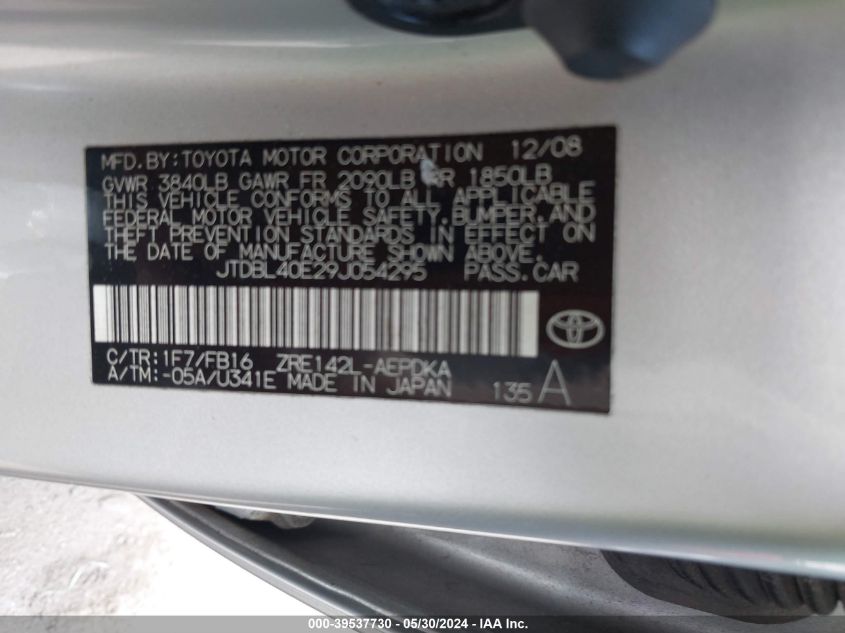 MFD.BY:TOYOTA MOTOR CORPORATION 12/08
GVWR 3840LB GAWR FR 2090LB RR 1850LB
THIS VEHICLE CONFORMS TO ALL APPLICABLE
FEDERAL MOTOR VEHICLE SAFETY,BUMPER,AND
THEFT PREVENTION STANDARDS IN EFFECT ON
THE DATE OF MANUFACTURE SHOWN ABOVE.
JTDBL40E29J054295 PASS.CAR
C/TR:1F7/FB16 ZRE142L-AEPDKA
A/TM:-05A/U341E MADE IN JAPAN 135 A
000-39537730 - 05/30/2024 - IAA Inc.